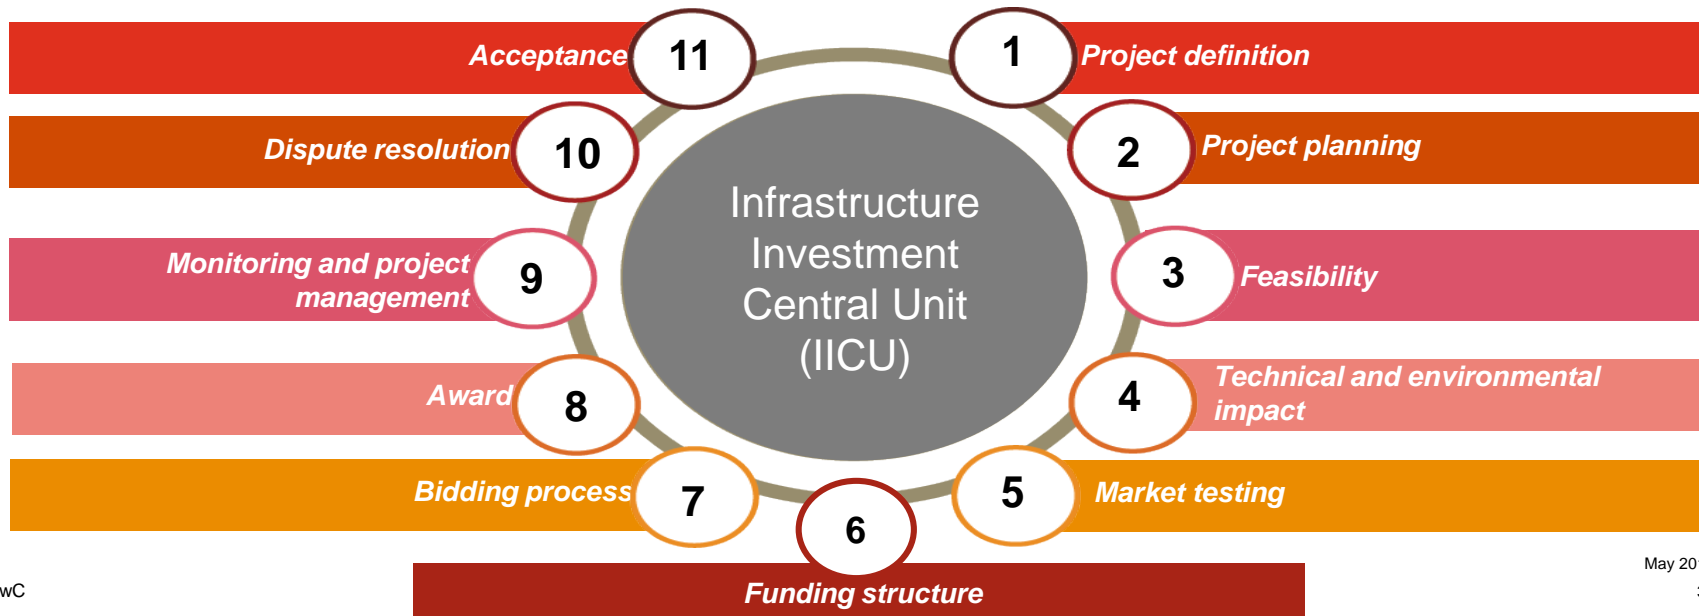 Acceptance
11
1
Project definition
Dispute resolution
10
2
Project planning
Infrastructure
Investment
Central Unit
(IICU)
Monitoring and project
management
9
3
Feasibility
Award
8
4
Technical and environmental
impact
Bidding process
7
5
Market testing
6
Funding structure
May 20
wC